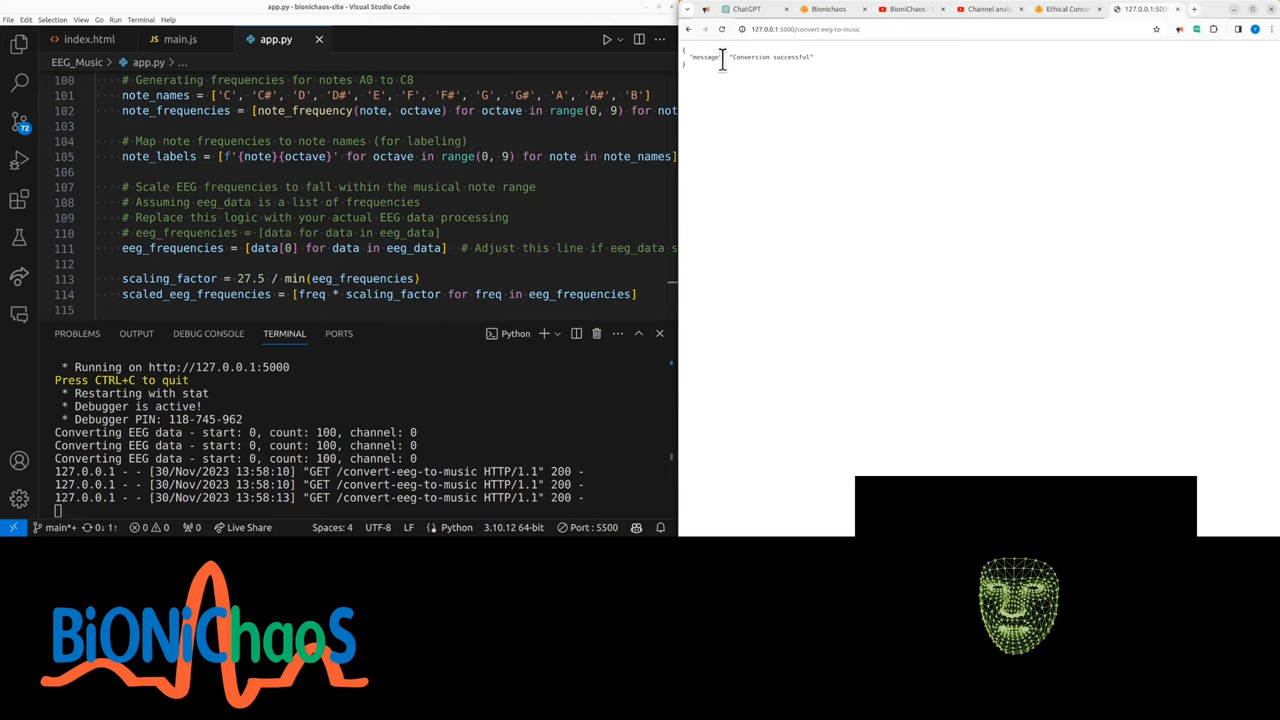 app.py - bionichaos-site - Visual Studio Code
Edit Selection View Go Run Terminal Help
index.html main.js app.py
EEG_Music > app.py > ...
100 # Generating frequencies for notes A0 to C8
101 note_names = ['C', 'C#', 'D', 'D#', 'E', 'F', 'F#', 'G', 'G#', 'A', 'A#', 'B']
102 note_frequencies = [note_frequency(note, octave) for octave in range(0, 9) for not
103
104 # Map note frequencies to note names (for labeling)
105 note_labels = [f'{note}{octave}' for octave in range(0, 9) for note in note_names]
106
107 # Scale EEG frequencies to fall within the musical note range
108 # Assuming eeg_data is a list of frequencies
109 # Replace this logic with your actual EEG data processing
110 # eeg_frequencies = [data for data in eeg_data]
111 eeg_frequencies = [data[0] for data in eeg_data] # Adjust this line if eeg_data s
112
113 scaling_factor = 27.5 / min(eeg_frequencies)
114 scaled_eeg_frequencies = [freq * scaling_factor for freq in eeg_frequencies]
115
PROBLEMS OUTPUT DEBUG CONSOLE TERMINAL PORTS Python
* Running on http://127.0.0.1:5000
Press CTRL+C to quit
* Restarting with stat
* Debugger is active!
* Debugger PIN: 118-745-962
Converting EEG data - start: 0, count: 100, channel: 0
Converting EEG data - start: 0, count: 100, channel: 0
Converting EEG data - start: 0, count: 100, channel: 0
127.0.0.1 - - [30/Nov/2023 13:58:10] "GET /convert-eeg-to-music HTTP/1.1" 200 -
127.0.0.1 - - [30/Nov/2023 13:58:10] "GET /convert-eeg-to-music HTTP/1.1" 200 -
127.0.0.1 - - [30/Nov/2023 13:58:13] "GET /convert-eeg-to-music HTTP/1.1" 200 -
72
main*+ 0↓ 1↑ 0 0 0 Live Share Spaces: 4 UTF-8 LF Python 3.10.12 64-bit Port : 5500
ChatGPT Bionichaos BioniChaos - Channel anal Ethical Conce 127.0.0.1:500
127.0.0.1:5000/convert-eeg-to-music
{
"message" "Conversion successful"
}
BiONiChaoS